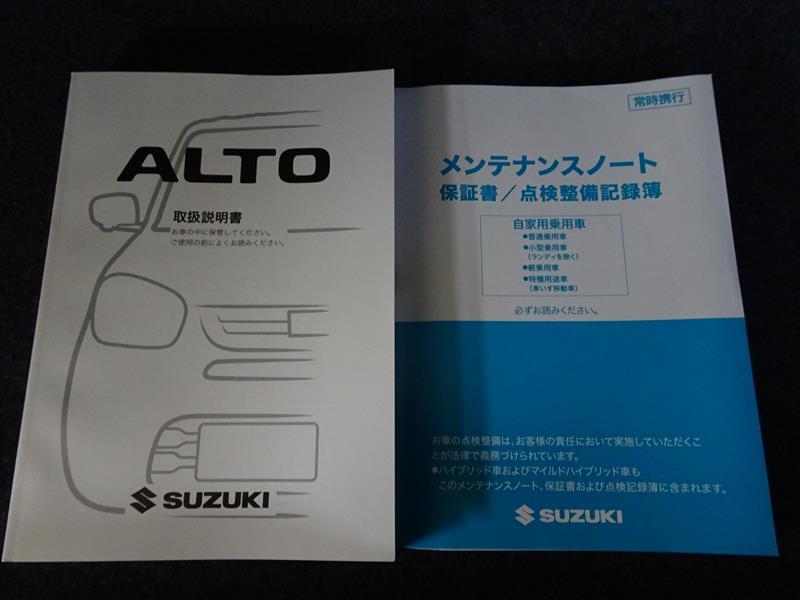 ALTO
取扱説明書
お車の中に保管してください。
ご使用の前によくお読みください。
SUZUKI
常時携行
メンテナンスノート
保証書／点検整備記録簿
自家用乗用車
●普通乗用車
●小型乗用車
（ランディを除く）
●軽乗用車
●特種用途車
（車いす移動車）
必ずお読みください。
お車の点検整備は、お客様の責任において実施していただくこ
とが法律で義務づけられています。
●ハイブリッド車およびマイルドハイブリッド車も
このメンテナンスノート、保証書および点検記録簿に含まれます。
SUZUKI